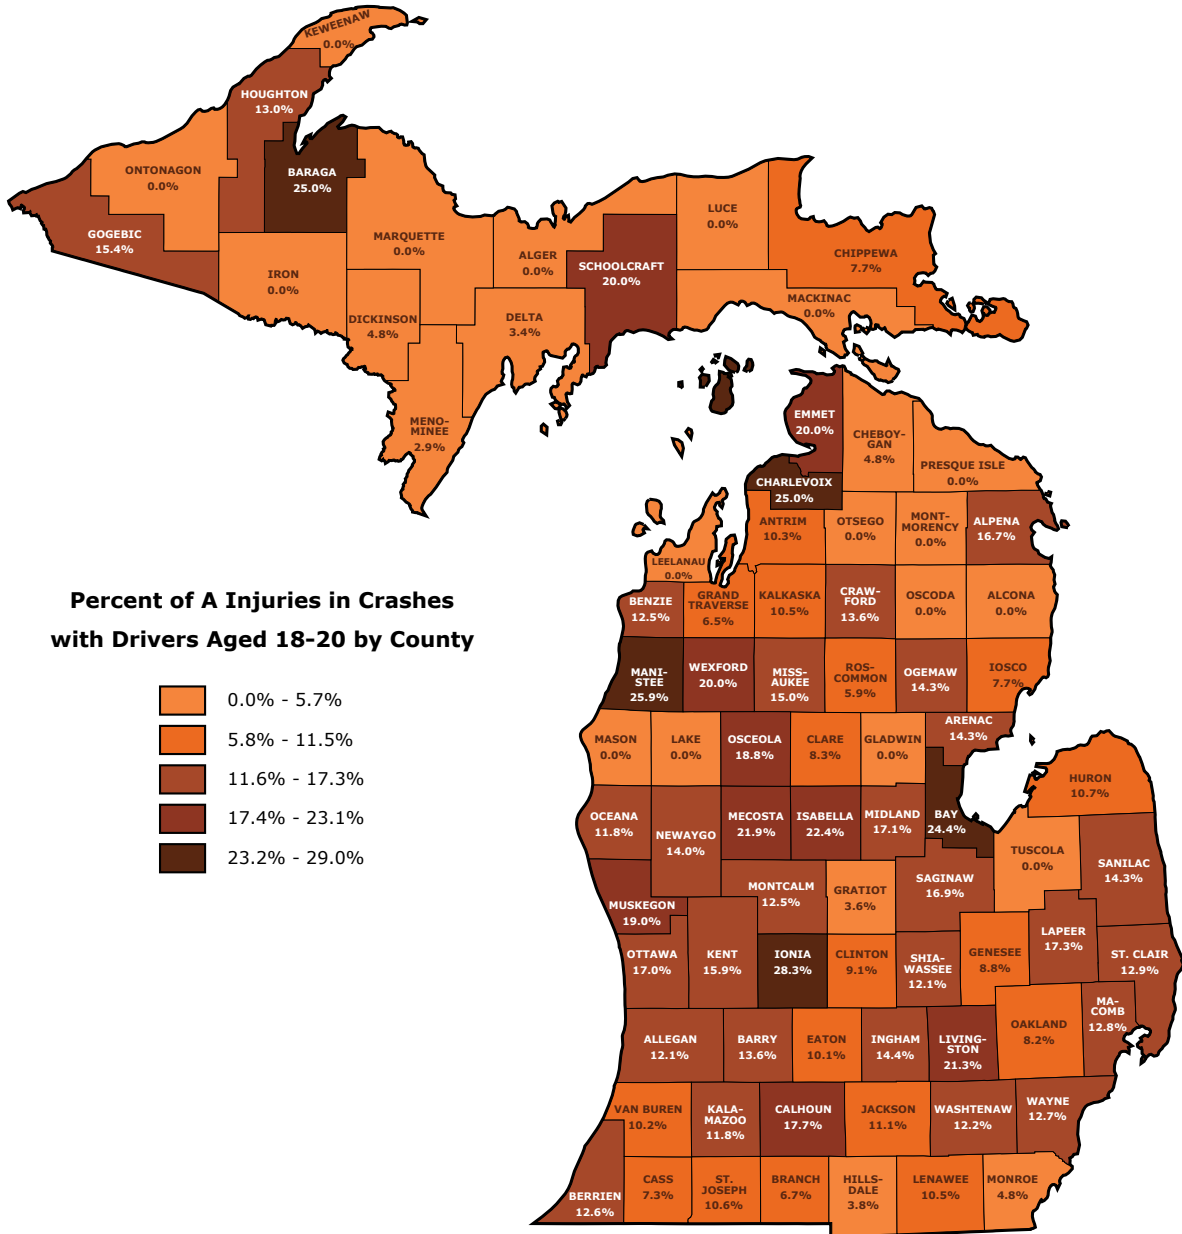 KEWEENAW
0.0%
HOUGHTON
13.0%
ONTONAGON
0.0%
BARAGA
25.0%
GOGEBIC
15.4%
MARQUETTE
0.0%
IRON
0.0%
ALGER
0.0%
SCHOOLCRAFT
20.0%
LUCE
0.0%
CHIPPEWA
7.7%
MACKINAC
0.0%
DICKINSON
4.8%
DELTA
3.4%
MENO-
MINEE
2.9%
EMMET
20.0%
CHEBOY-
GAN
4.8%
PRESQUE ISLE
0.0%
CHARLEVOIX
25.0%
ANTRIM
10.3%
OTSEGO
0.0%
MONT-
MORENCY
0.0%
ALPENA
16.7%
LEELANAU
0.0%
BENZIE
12.5%
GRAND
TRAVERSE
6.5%
KALKASKA
10.5%
CRAW-
FORD
13.6%
OSCODA
0.0%
ALCONA
0.0%
Percent of A Injuries in Crashes
with Drivers Aged 18-20 by County
0.0% - 5.7%
5.8% - 11.5%
11.6% - 17.3%
17.4% - 23.1%
23.2% - 29.0%
MANI-
STEE
25.9%
WEXFORD
20.0%
MISS-
AUKEE
15.0%
ROS-
COMMON
5.9%
OGEMAW
14.3%
IOSCO
7.7%
MASON
0.0%
LAKE
0.0%
OSCEOLA
18.8%
CLARE
8.3%
GLADWIN
0.0%
ARENAC
14.3%
HURON
10.7%
OCEANA
11.8%
NEWAYGO
14.0%
MECOSTA
21.9%
ISABELLA
22.4%
MIDLAND
17.1%
BAY
24.4%
TUSCOLA
0.0%
SANILAC
14.3%
MUSKEGON
19.0%
MONTCALM
12.5%
GRATIOT
3.6%
SAGINAW
16.9%
LAPEER
17.3%
OTTAWA
17.0%
KENT
15.9%
IONIA
28.3%
CLINTON
9.1%
SHIA-
WASSEE
12.1%
GENESEE
8.8%
ST. CLAIR
12.9%
ALLEGAN
12.1%
BARRY
13.6%
EATON
10.1%
INGHAM
14.4%
LIVING-
STON
21.3%
OAKLAND
8.2%
MA-
COMB
12.8%
VAN BUREN
10.2%
KALA-
MAZOO
11.8%
CALHOUN
17.7%
JACKSON
11.1%
WASHTENAW
12.2%
WAYNE
12.7%
BERRIEN
12.6%
CASS
7.3%
ST.
JOSEPH
10.6%
BRANCH
6.7%
HILLS-
DALE
3.8%
LENAWEE
10.5%
MONROE
4.8%